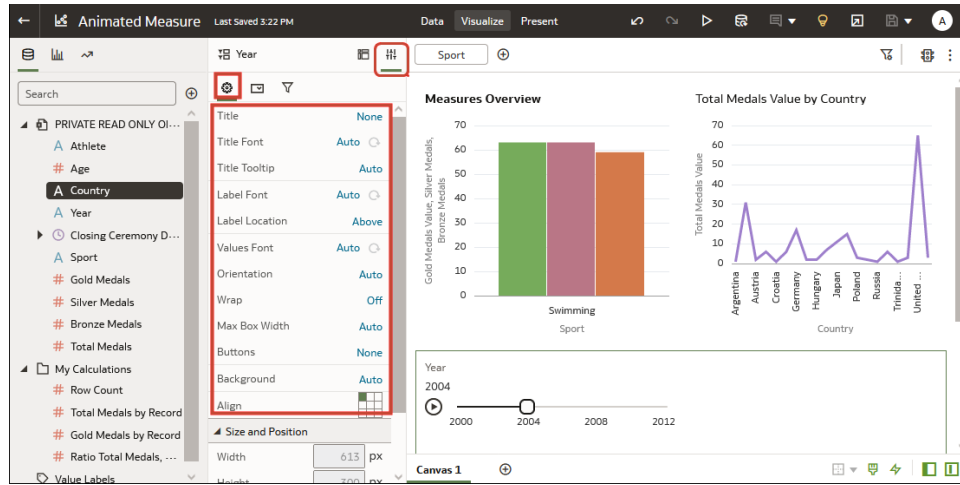 Animated Measure Last Saved 3:22 PM Data Visualize Present A
Year
Sport
Search
PRIVATE READ ONLY Ol...
A Athlete
# Age
A Country
A Year
Closing Ceremony D...
A Sport
# Gold Medals
# Silver Medals
# Bronze Medals
# Total Medals
My Calculations
# Row Count
# Total Medals by Record
# Gold Medals by Record
# Ratio Total Medals, ...
Value Labels
Title None
Title Font Auto
Title Tooltip Auto
Label Font Auto
Label Location Above
Values Font Auto
Orientation Auto
Wrap Off
Max Box Width Auto
Buttons None
Background Auto
Align
Size and Position
Width 613 px
Height 300 px
Measures Overview
Gold Medals Value, Silver Medals,
Bronze Medals
70
60
50
40
30
20
10
0
Swimming
Sport
Total Medals Value by Country
Total Medals Value
70
60
50
40
30
20
10
0
Argentina
Austria
Croatia
Germany
Hungary
Japan
Poland
Russia
Trinida...
United ...
Country
Year
2004
2000 2004 2008 2012
Canvas 1